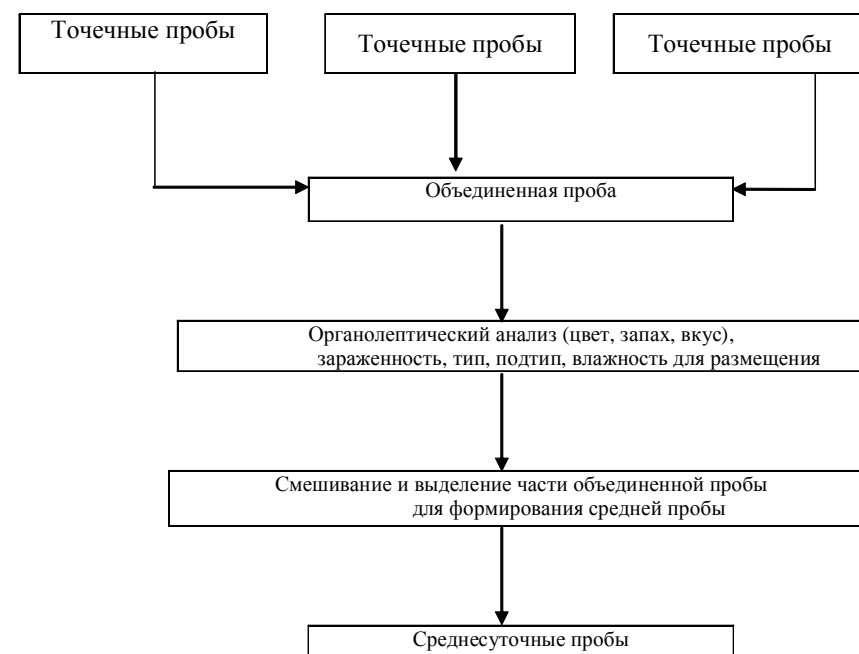 Точечные пробы
Точечные пробы
Точечные пробы
Объединенная проба
Органолептический анализ (цвет, запах, вкус),
зараженность, тип, подтип, влажность для размещения
Смешивание и выделение части объединенной пробы
для формирования средней пробы
Среднесуточные пробы